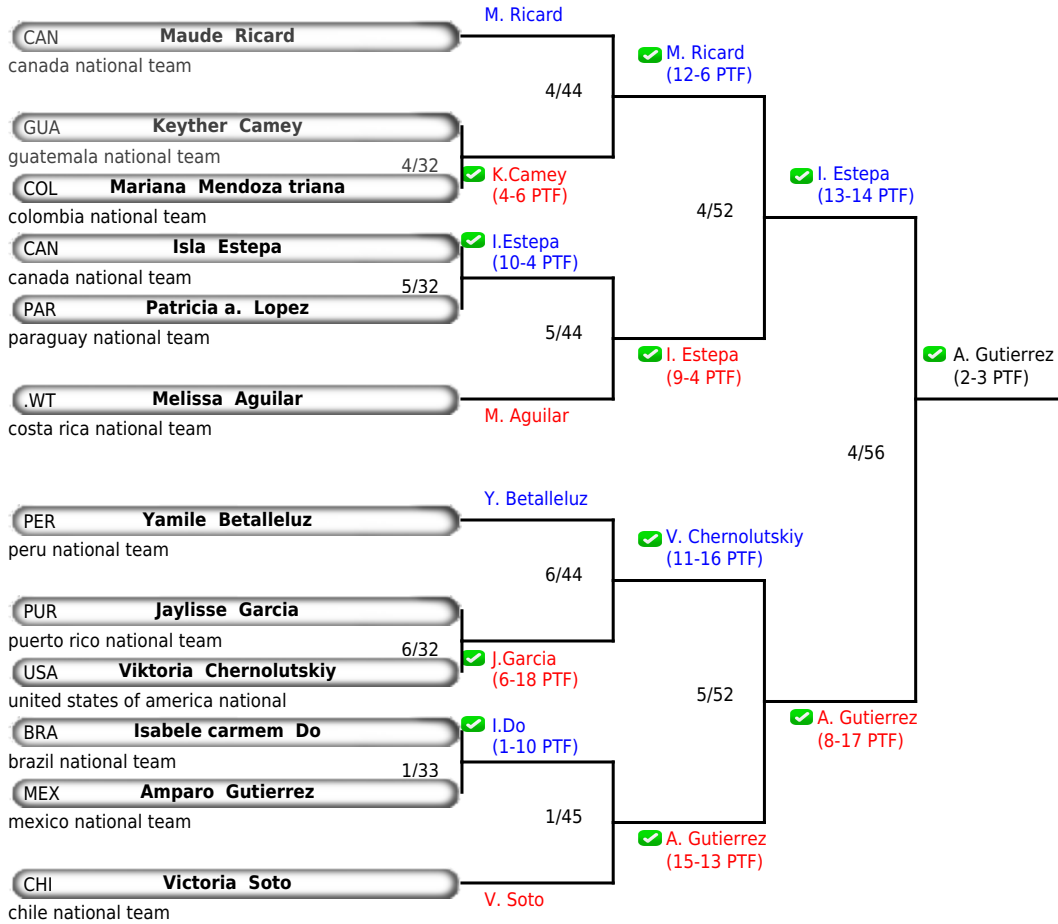 M. Ricard
CAN Maude Ricard
canada national team
M. Ricard
(12-6 PTF)
4/44
GUA Keyther Camey
guatemala national team
4/32
K.Camey
(4-6 PTF)
COL Mariana Mendoza triana
colombia national team
I. Estepa
(13-14 PTF)
4/52
CAN Isla Estepa
canada national team
I.Estepa
(10-4 PTF)
5/32
PAR Patricia a. Lopez
paraguay national team
5/44
I. Estepa
(9-4 PTF)
A. Gutierrez
(2-3 PTF)
.WT Melissa Aguilar
costa rica national team
M. Aguilar
4/56
Y. Betalleluz
PER Yamile Betalleluz
peru national team
V. Chernolutskiy
(11-16 PTF)
6/44
PUR Jaylisse Garcia
puerto rico national team
6/32
J.Garcia
(6-18 PTF)
USA Viktoria Chernolutskiy
united states of america national
5/52
A. Gutierrez
(8-17 PTF)
BRA Isabele carmem Do
brazil national team
I.Do
(1-10 PTF)
1/33
MEX Amparo Gutierrez
mexico national team
1/45
A. Gutierrez
(15-13 PTF)
CHI Victoria Soto
chile national team
V. Soto